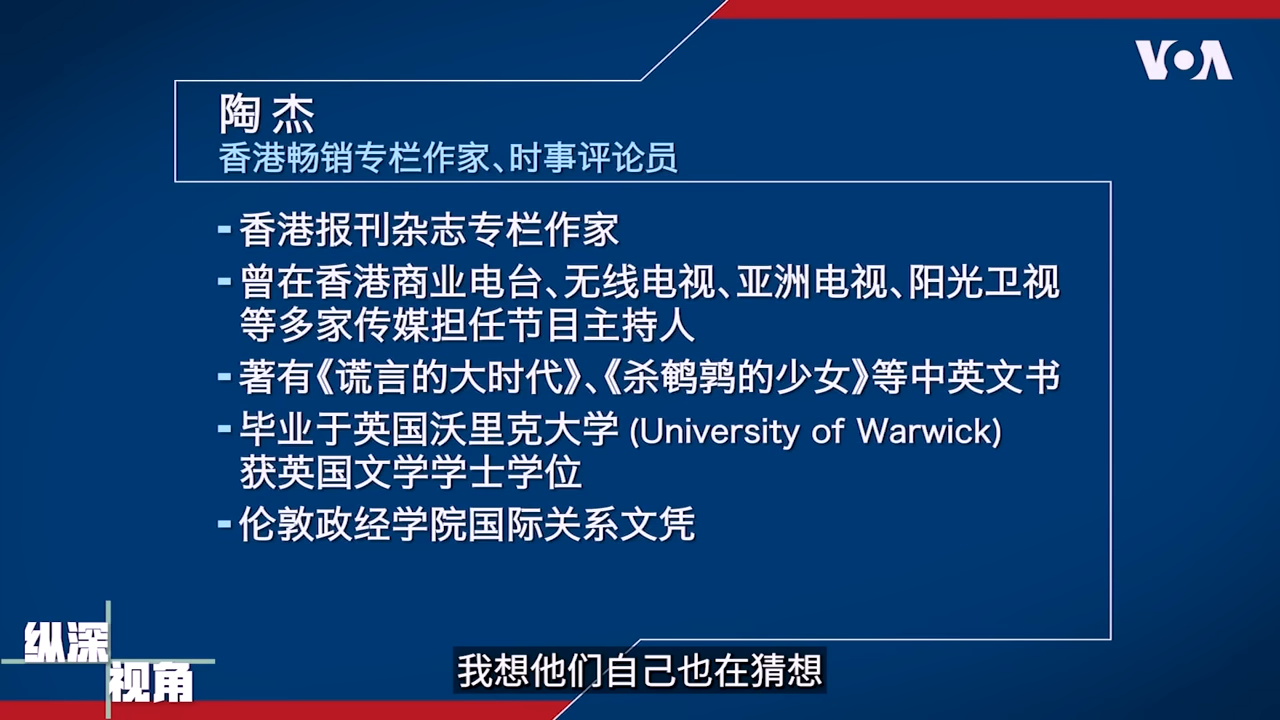 VOA
陶 杰
香港畅销专栏作家、时事评论员
- 香港报刊杂志专栏作家
- 曾在香港商业电台、无线电视、亚洲电视、阳光卫视
等多家传媒担任节目主持人
- 著有《谎言的大时代》、《杀鹌鹑的少女》等中英文书
- 毕业于英国沃里克大学 (University of Warwick)
获英国文学学士学位
- 伦敦政经学院国际关系文凭
纵深
视角
我想他们自己也在猜想